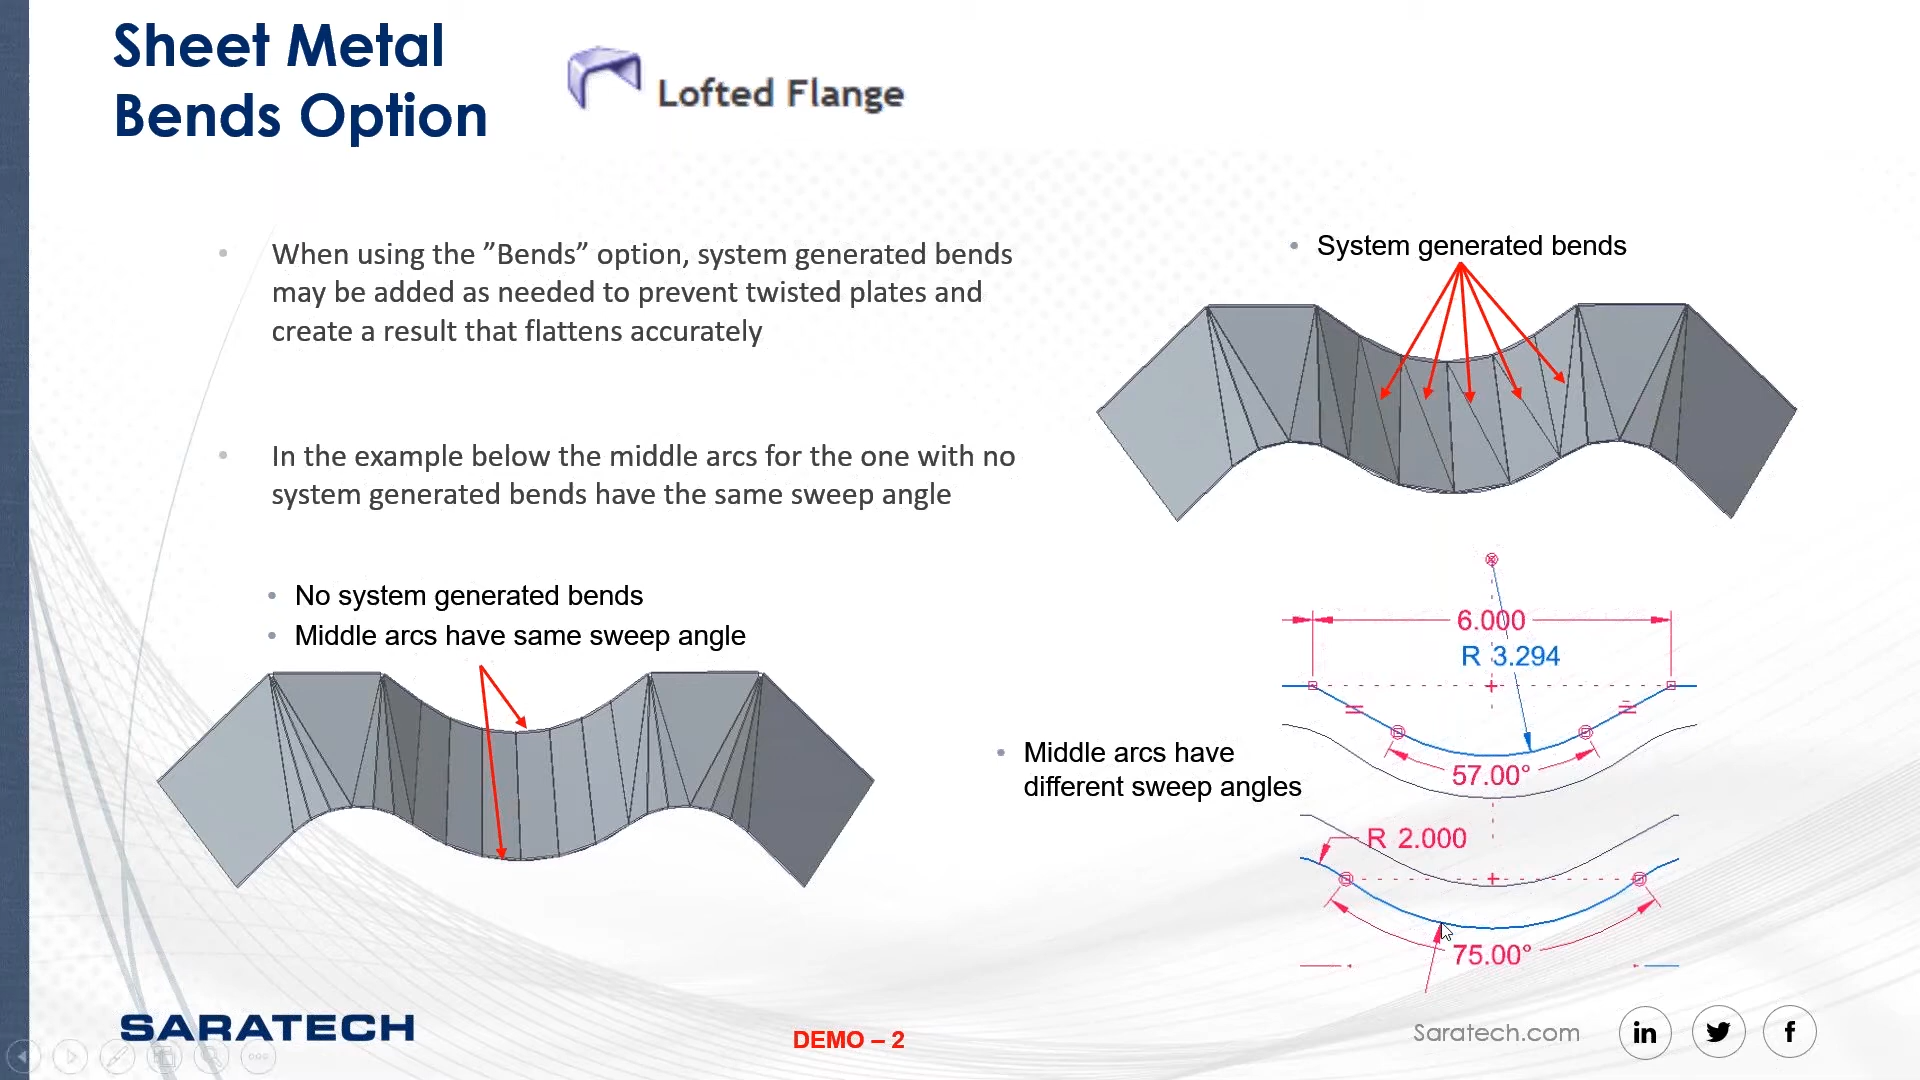 Sheet Metal
Bends Option
Lofted Flange
• When using the ”Bends” option, system generated bends
may be added as needed to prevent twisted plates and
create a result that flattens accurately
• In the example below the middle arcs for the one with no
system generated bends have the same sweep angle
• No system generated bends
• Middle arcs have same sweep angle
• System generated bends
6.000
R 3.294
57.00°
• Middle arcs have
different sweep angles
R 2.000
75.00°
SARATECH
DEMO – 2
Saratech.com
in
f